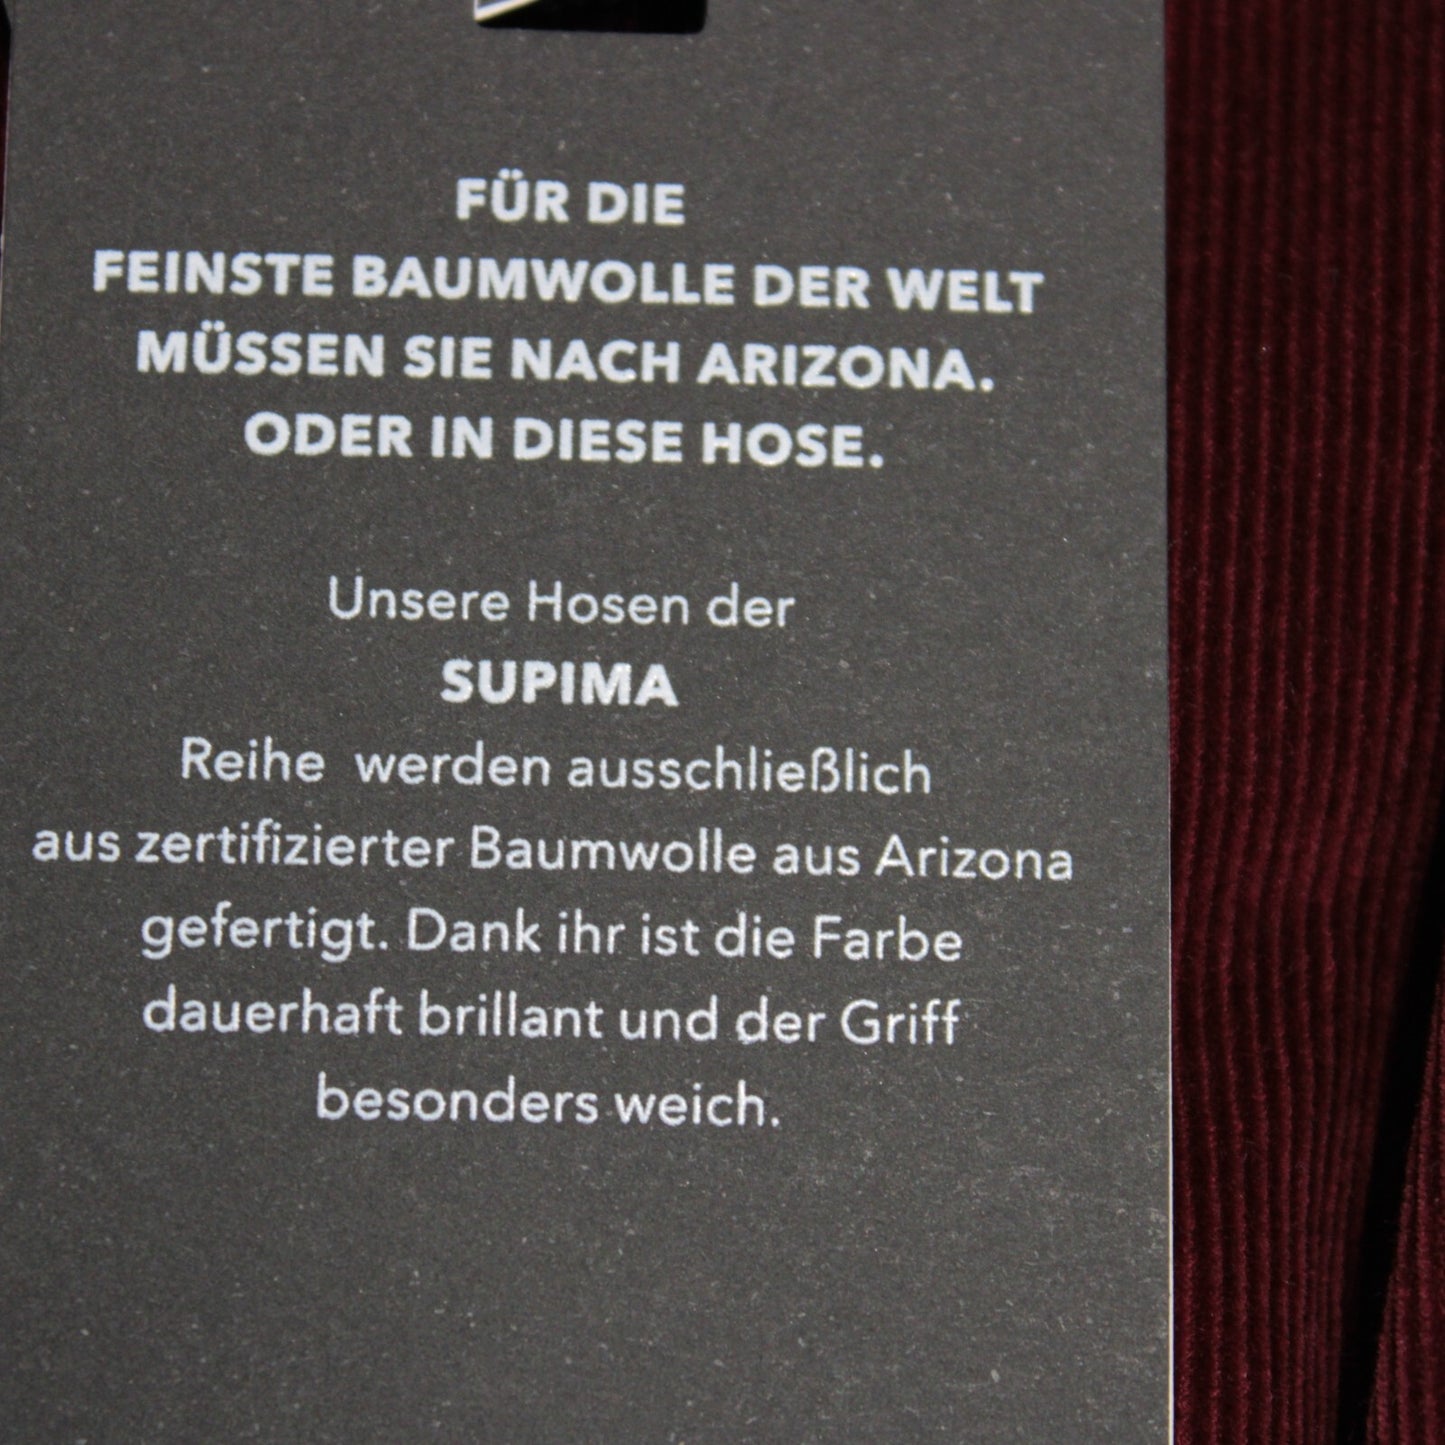 FÜR DIE
FEINSTE BAUMWOLLE DER WELT
MÜSSEN SIE NACH ARIZONA.
ODER IN DIESE HOSE.
Unsere Hosen der
SUPIMA
Reihe  werden ausschließlich
aus zertifizierter Baumwolle aus Arizona
gefertigt. Dank ihr ist die Farbe
dauerhaft brillant und der Griff
besonders weich.